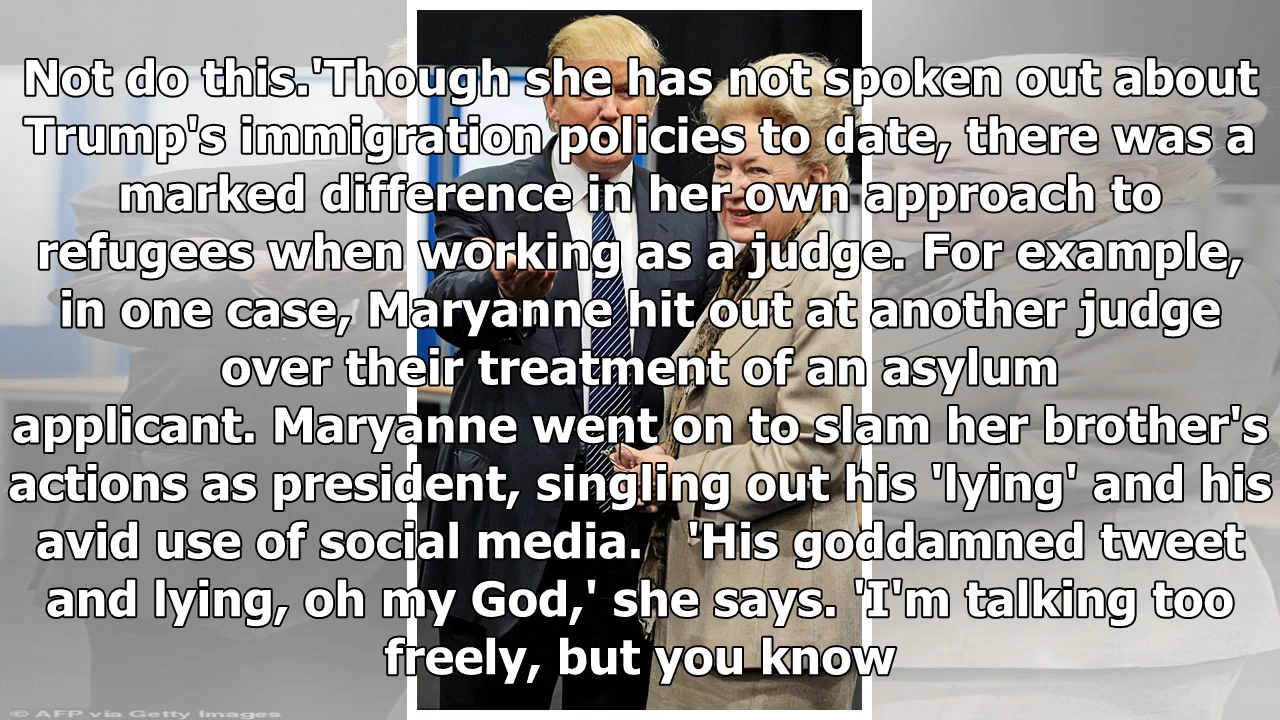 Not do this.'Though she has not spoken out about
Trump's immigration policies to date, there was a
marked difference in her own approach to
refugees when working as a judge. For example,
in one case, Maryanne hit out at another judge
over their treatment of an asylum
applicant. Maryanne went on to slam her brother's
actions as president, singling out his 'lying' and his
avid use of social media.   'His goddamned tweet
and lying, oh my God,' she says. 'I'm talking too
freely, but you know
© AFP via Getty Images